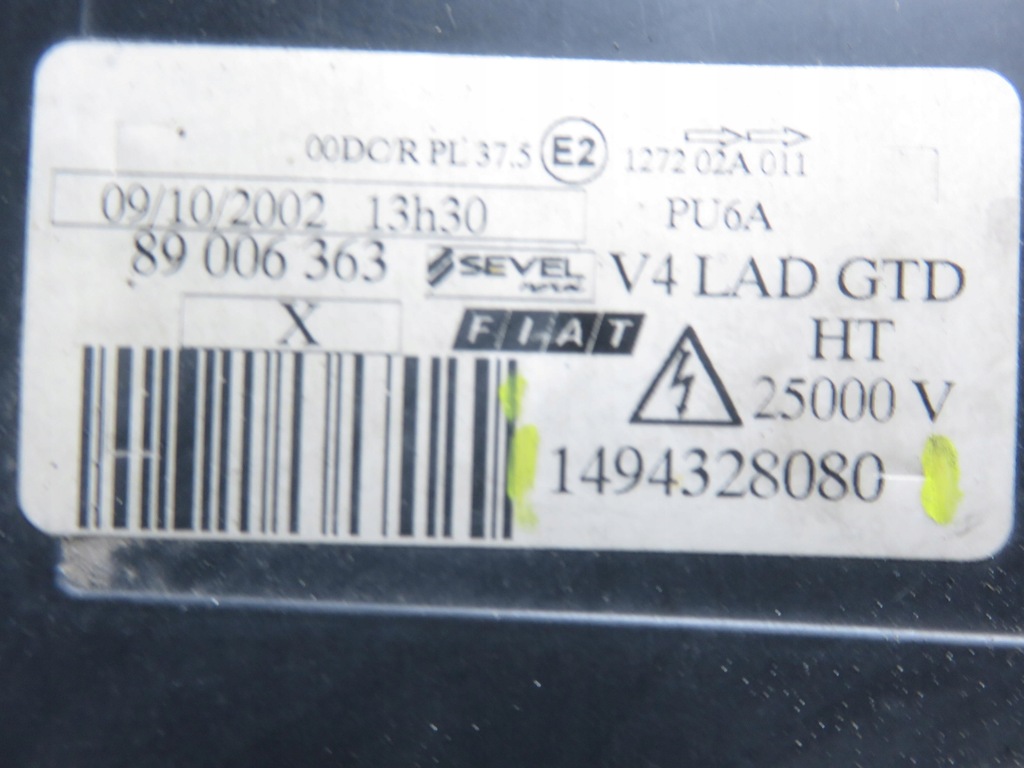 00DC/R PL 37.5 E2 1272 02A 011
09/10/2002 13h30 PU6A
89 006 363 SEVEL V4 LAD GTD
X FIAT HT
25000 V
1494328080